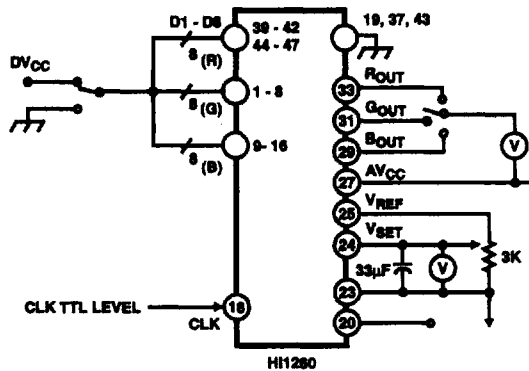 D1 - D8
39 - 42
44 - 47
19, 37, 43
8 (R)
DVCC
8 (G)
1 - 8
8 (B)
9 - 16
33
ROUT
31
GOUT
29
BOUT
V
27
AVCC
25
VREF
24
VSET
33µF
V
3K
23
20
CLK TTL LEVEL
18
CLK
HI1260